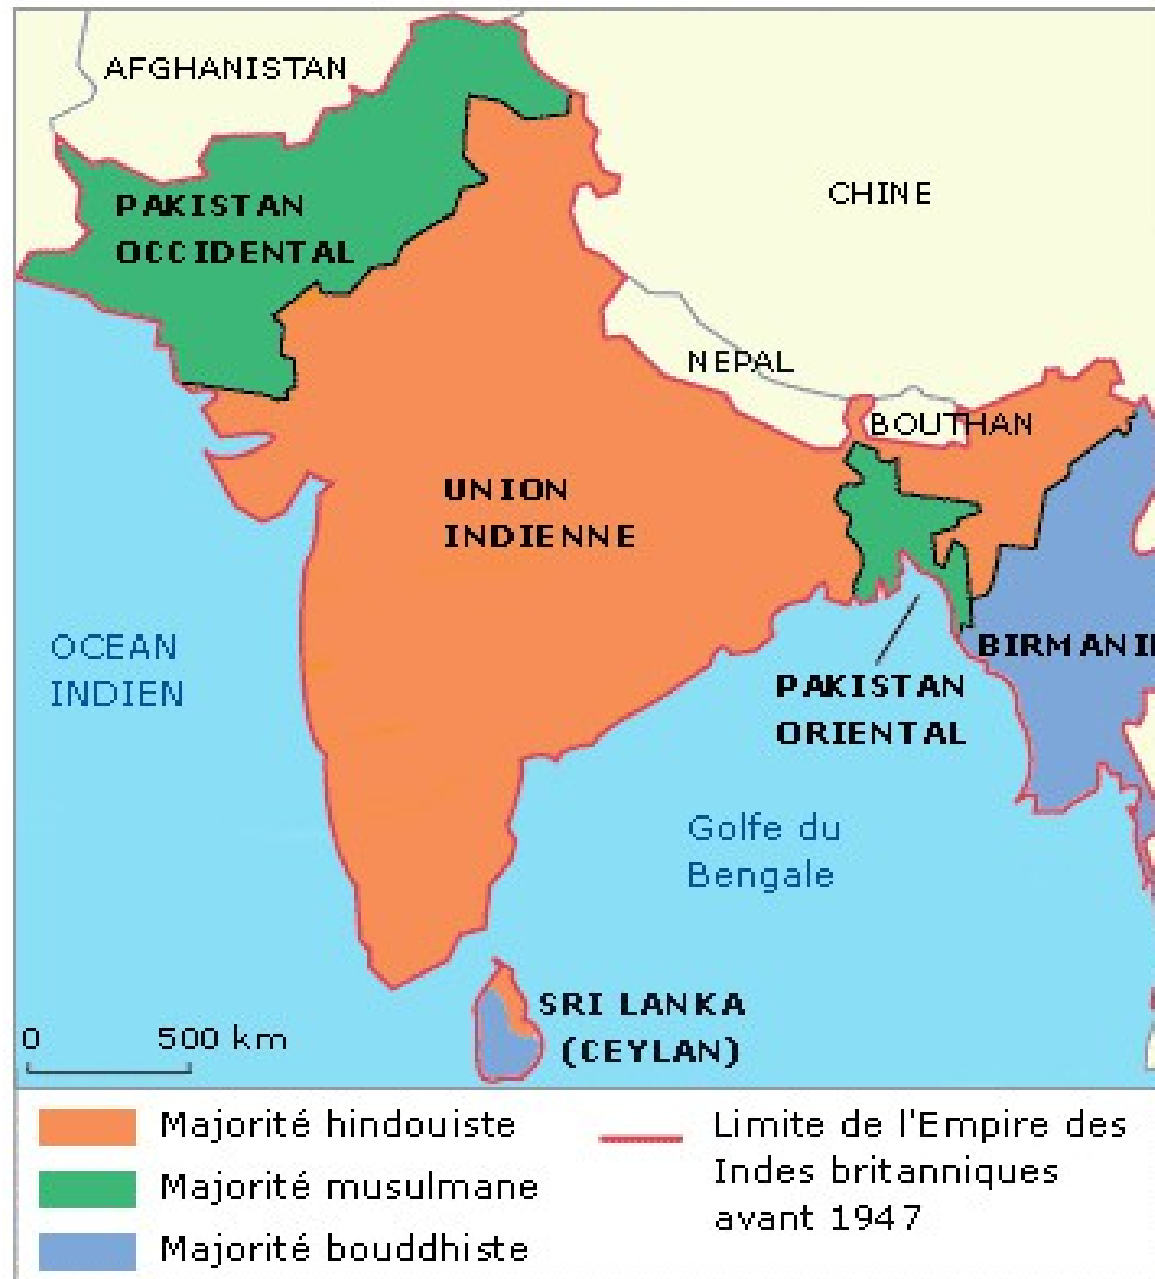 AFGHANISTAN
CHINE
PAKISTAN
OCCIDENTAL
NEPAL
BOUTHAN
UNION
INDIENNE
OCEAN
INDIEN
BIRMANIE
PAKISTAN
ORIENTAL
Golfe du
Bengale
SRI LANKA
(CEYLAN)
0 500 km
Majorité hindouiste
Majorité musulmane
Majorité bouddhiste
Limite de l'Empire des
Indes britanniques
avant 1947